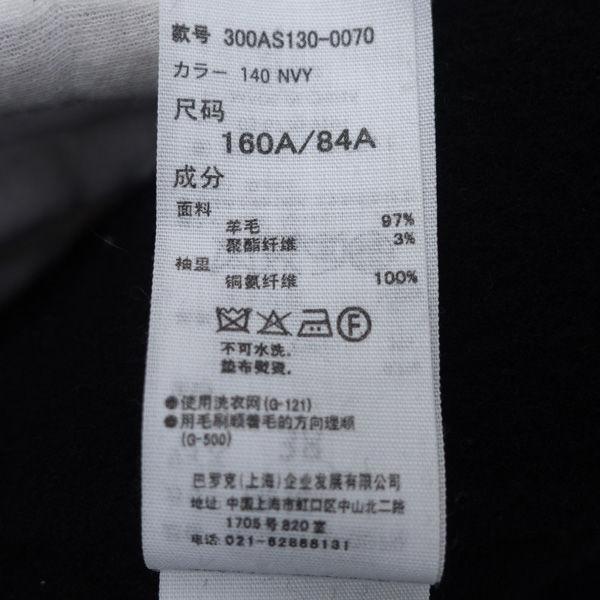 款号 300AS130-0070
カラー 140 NVY
尺码
160A/84A
成分
面料
羊毛 97%
聚酯纤维 3%
袖里
铜氨纤维 100%
F
不可水洗.
垫布熨烫.
●使用洗衣网(G-121)
●用毛刷顺着毛的方向理顺
(G-500)
巴罗克(上海)企业发展有限公司
地址: 中国上海市虹口区中山北二路
1705号820室
电话: 021-62888131